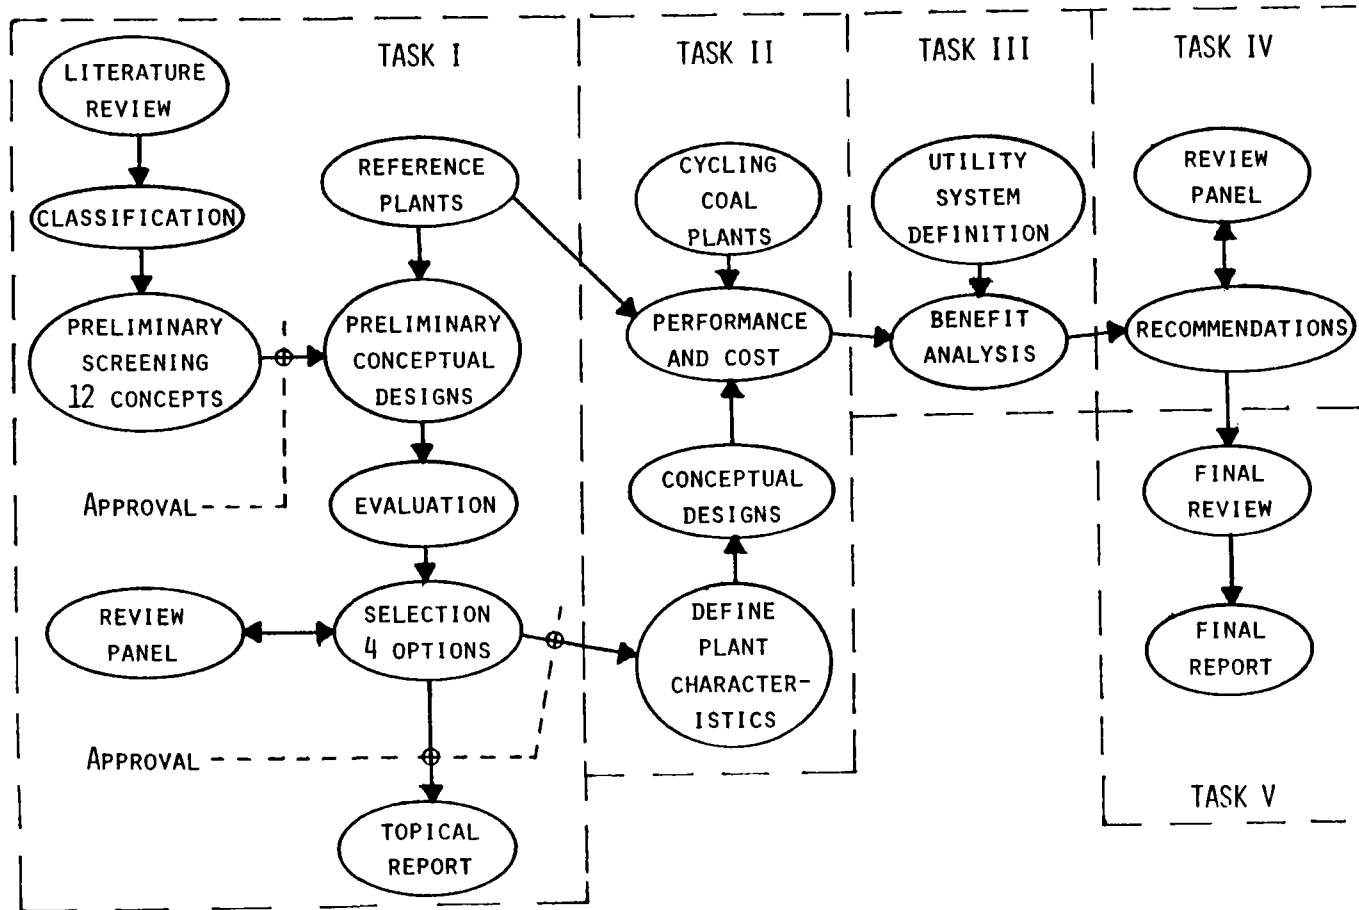 TASK I
LITERATURE
REVIEW
CLASSIFICATION
PRELIMINARY
SCREENING
12 CONCEPTS
APPROVAL
REFERENCE
PLANTS
PRELIMINARY
CONCEPTUAL
DESIGNS
EVALUATION
SELECTION
4 OPTIONS
REVIEW
PANEL
APPROVAL
TOPICAL
REPORT
TASK II
CYCLING
COAL
PLANTS
PERFORMANCE
AND COST
CONCEPTUAL
DESIGNS
DEFINE
PLANT
CHARACTER-
ISTICS
TASK III
UTILITY
SYSTEM
DEFINITION
BENEFIT
ANALYSIS
TASK IV
REVIEW
PANEL
RECOMMENDATIONS
FINAL
REVIEW
FINAL
REPORT
TASK V